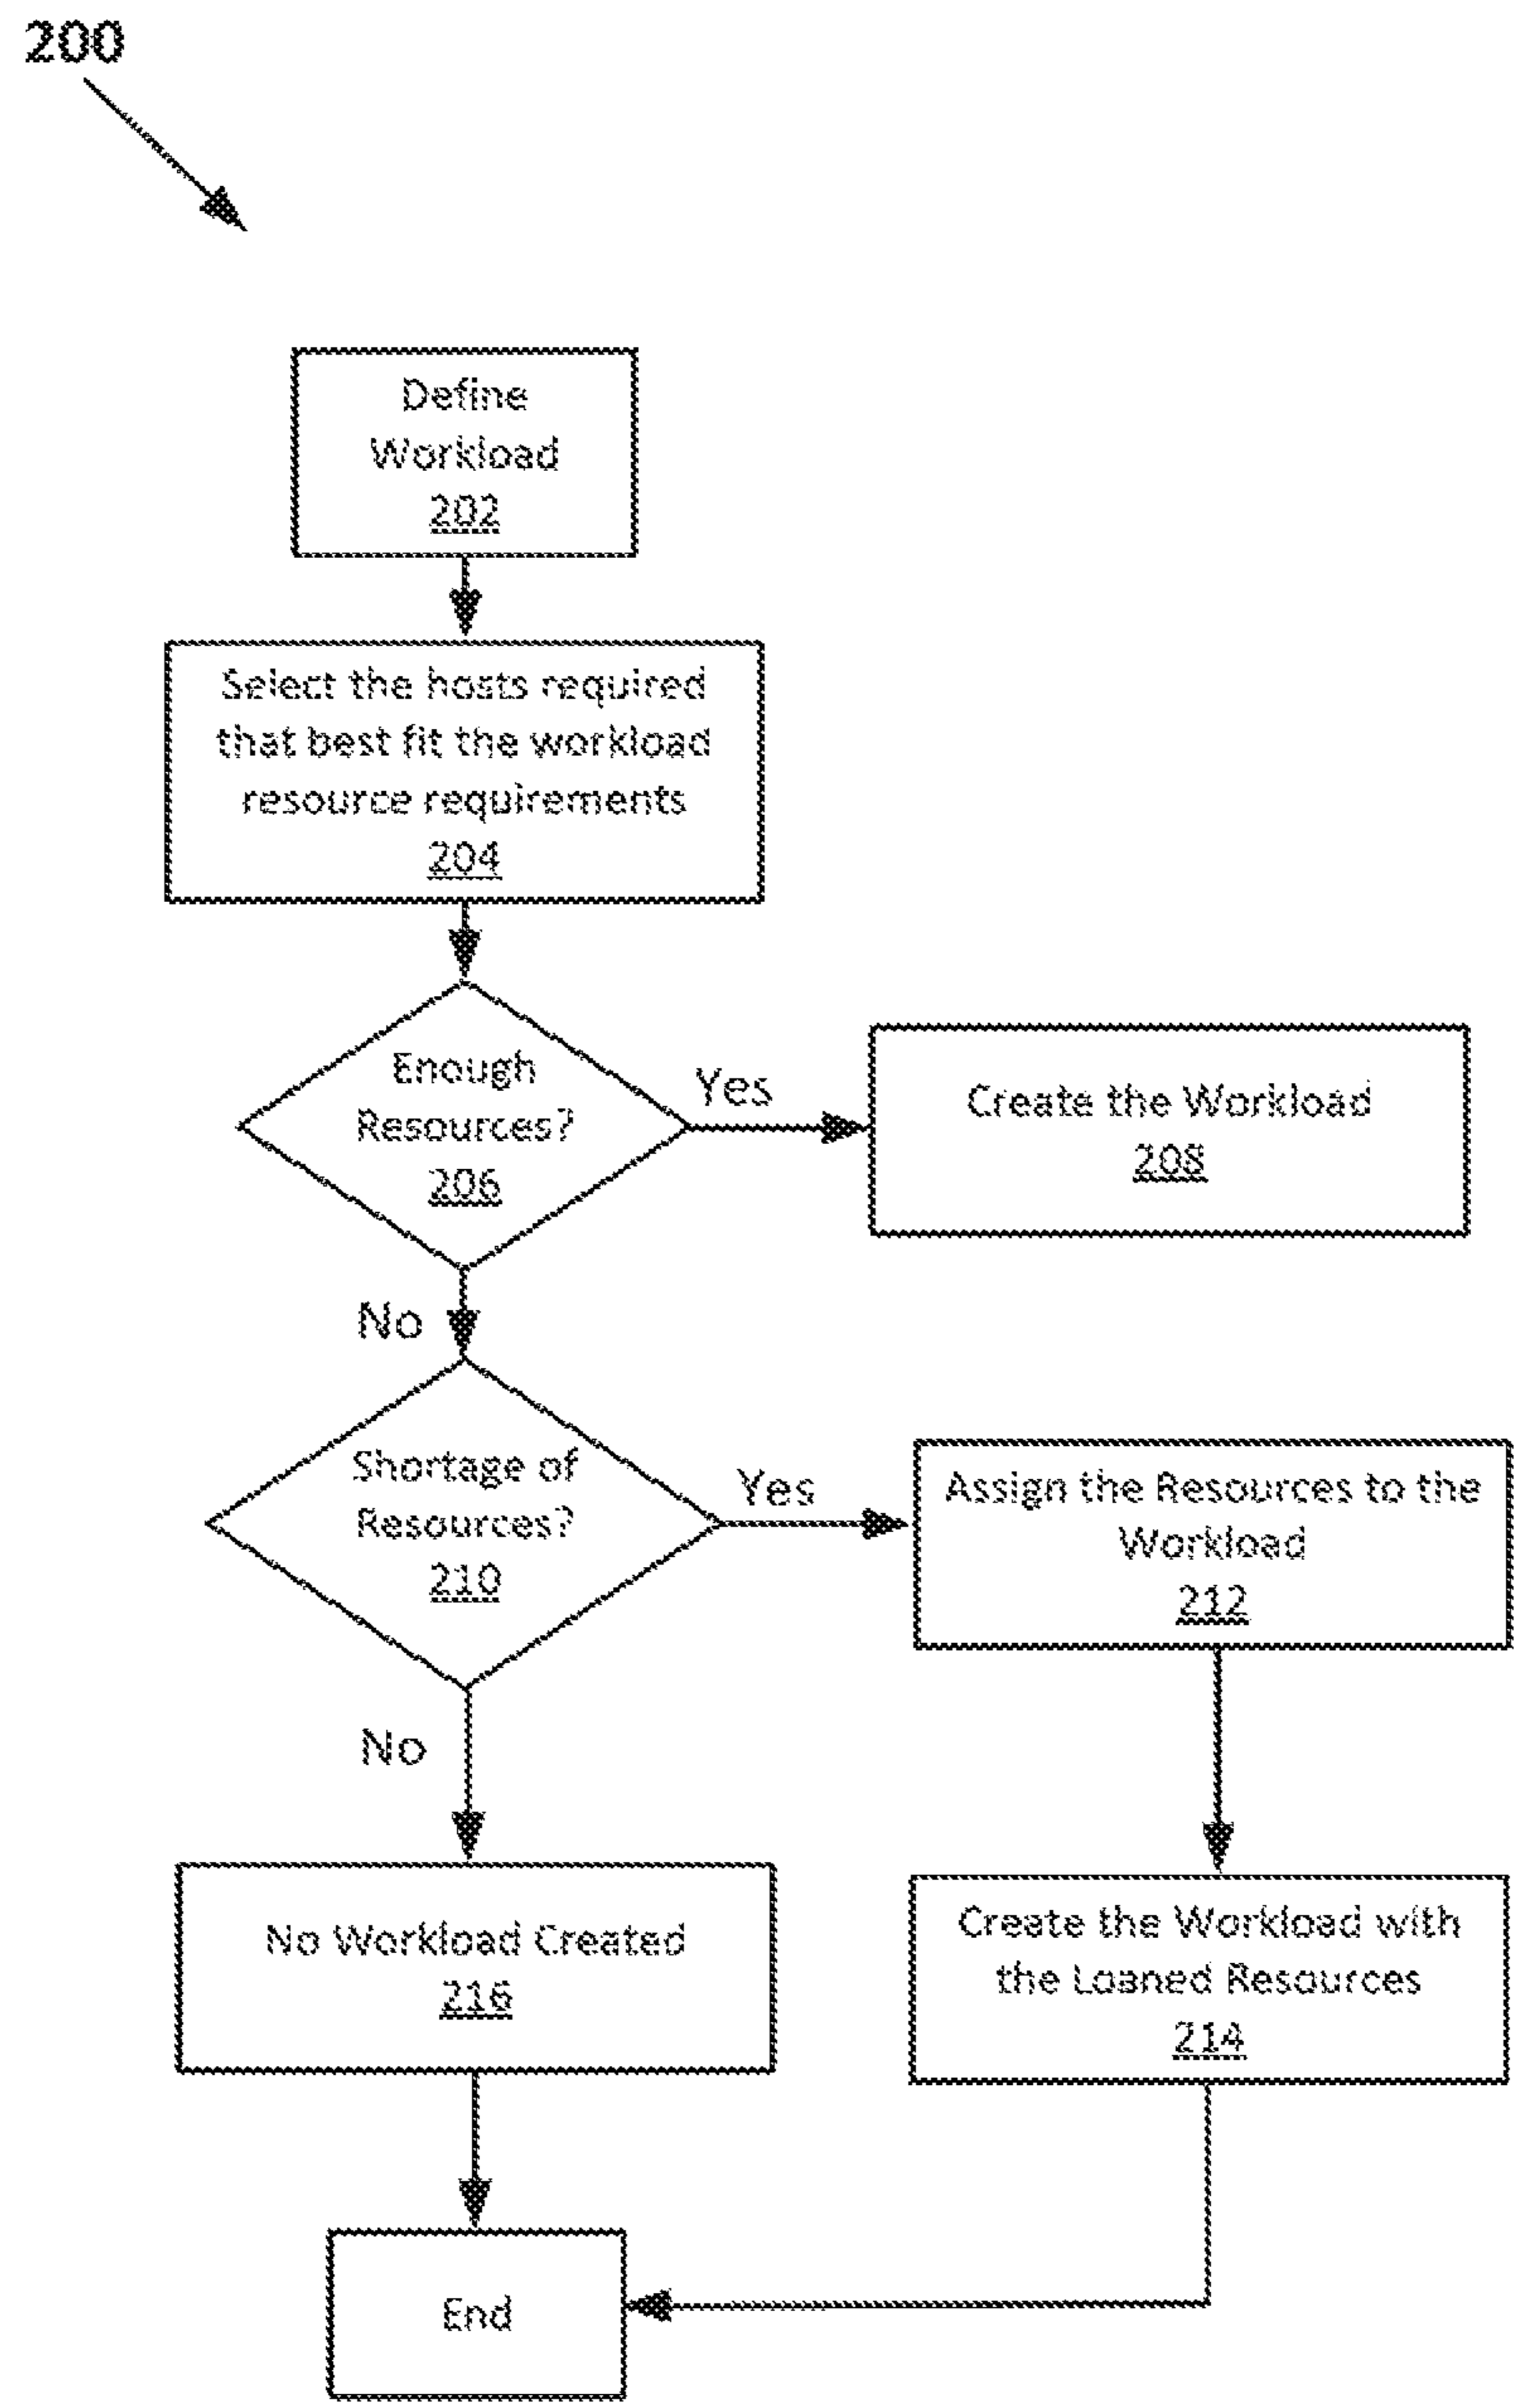 200
Define
Workload
202
Select the hosts required
that best fit the workload
resource requirements
204
Enough
Resources?
206
Yes
Create the Workload
208
No
Shortage of
Resources?
210
Yes
Assign the Resources to the
Workload
212
No
No Workload Created
216
Create the Workload with
the Loaned Resources
214
End